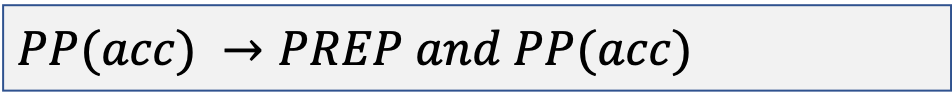 PP(acc) → PREP and PP(acc)